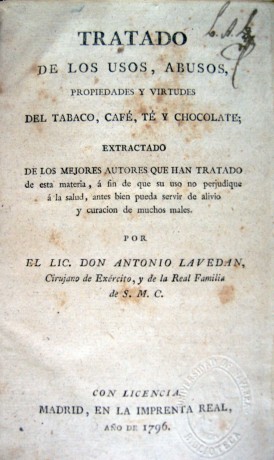 TRATADO
DE LOS USOS, ABUSOS,
PROPIEDADES Y VIRTUDES
DEL TABACO, CAFÉ, TÉ Y CHOCOLATE;
EXTRACTADO
DE LOS MEJORES AUTORES QUE HAN TRATADO
de esta materia, á fin de que su uso no perjudique
á la salud, antes bien pueda servir de alivio
y curacion de muchos males.
POR
EL LIC. DON ANTONIO LAVEDAN,
Cirujano de Exército, y de la Real Familia
de S. M. C.
CON LICENCIA.
MADRID, EN LA IMPRENTA REAL,
AÑO DE 1796.